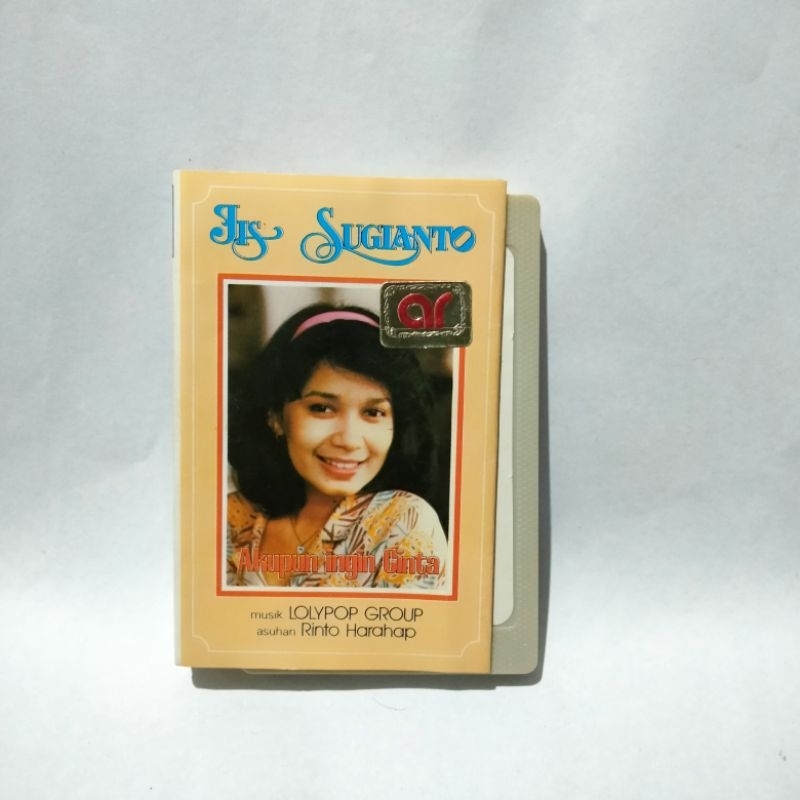 Iis Sugianto
ar
Akupun ingin Cinta
musik LOLYPOP GROUP
asuhan Rinto Harahap